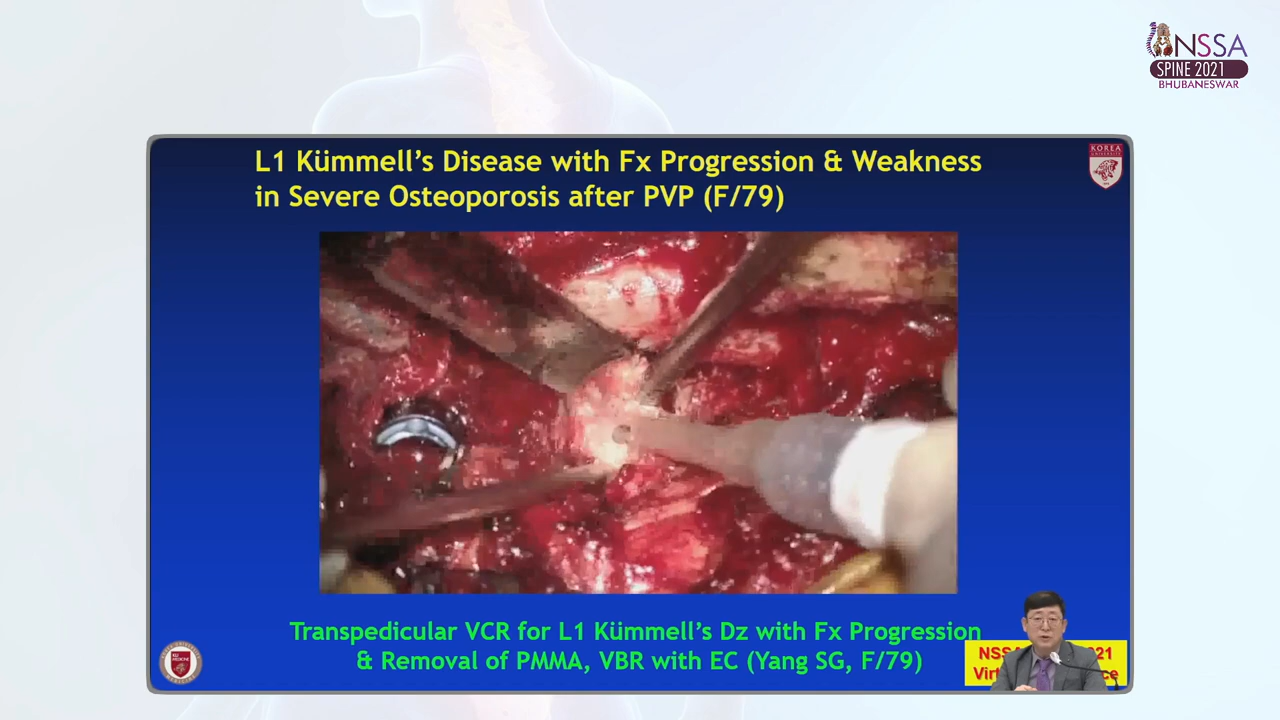 NSSA
SPINE 2021
BHUBANESWAR
L1 Kümmell's Disease with Fx Progression & Weakness
in Severe Osteoporosis after PVP (F/79)
KOREA
UNIVERSITY
Transpedicular VCR for L1 Kümmell's Dz with Fx Progression
& Removal of PMMA, VBR with EC (Yang SG, F/79)